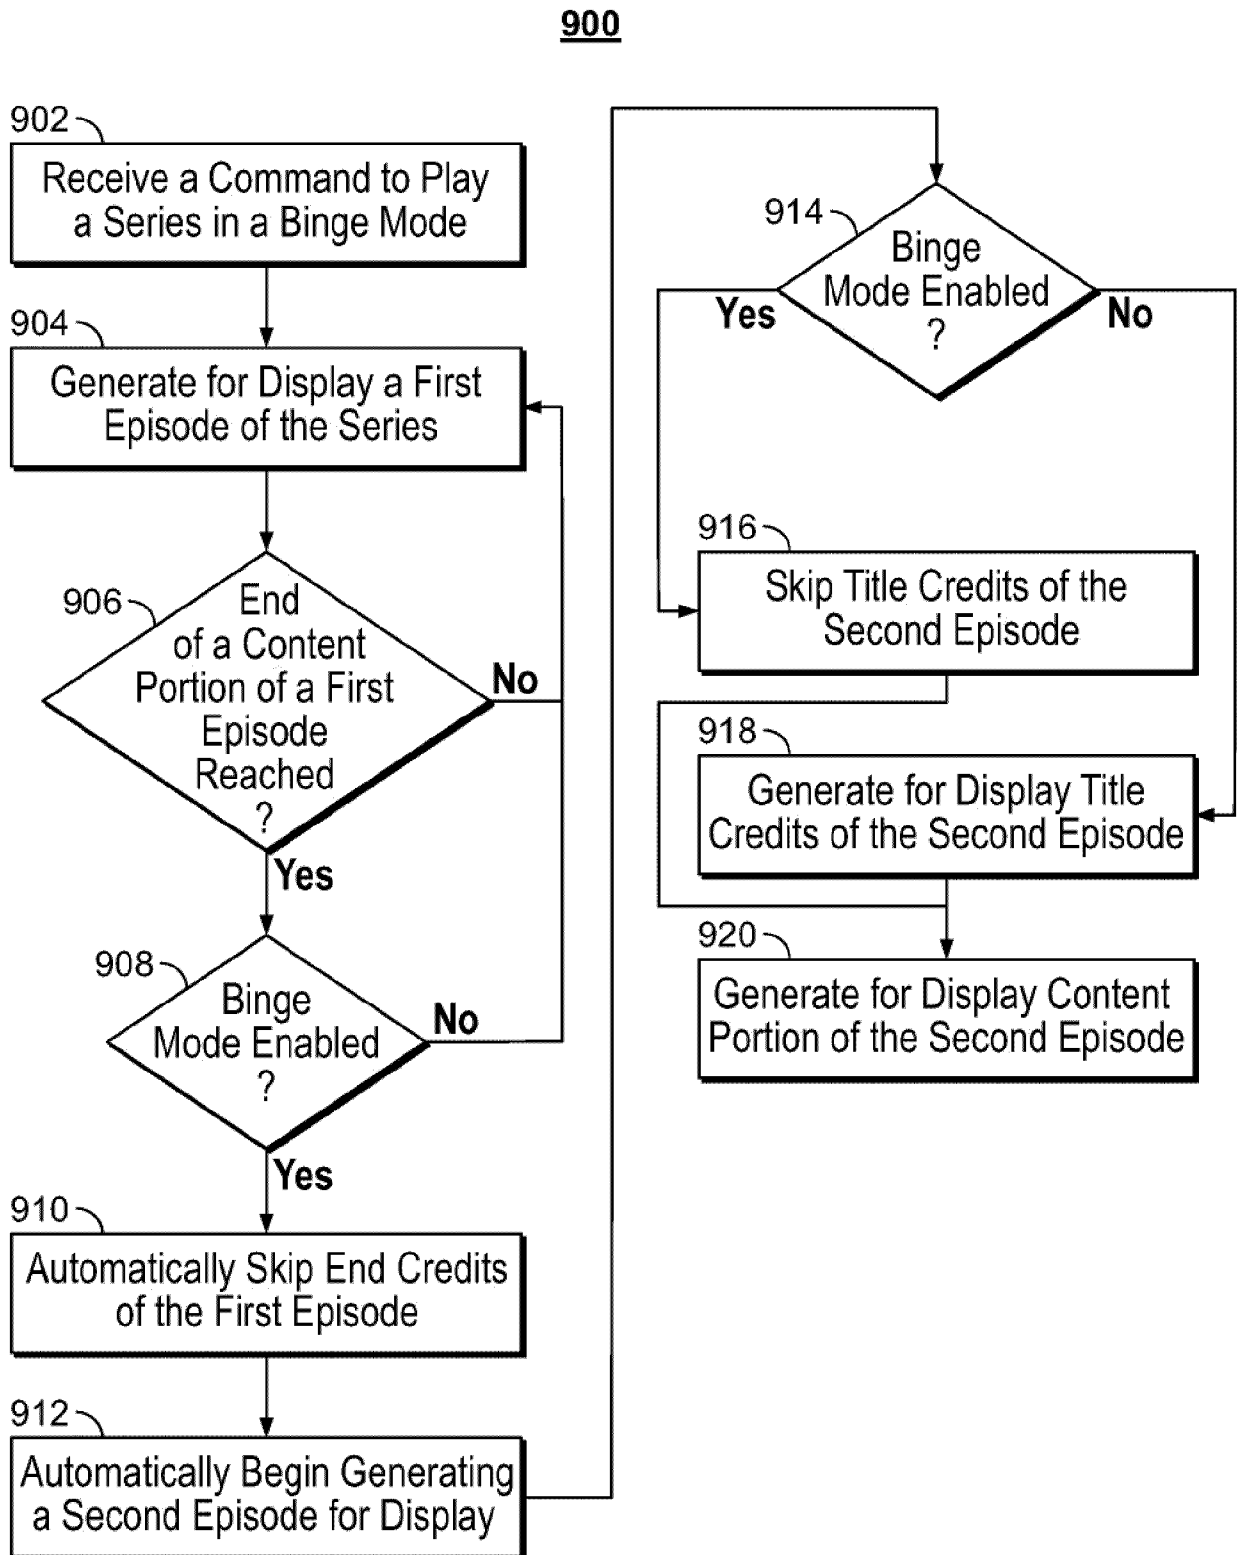 900
902
Receive a Command to Play
a Series in a Binge Mode
904
Generate for Display a First
Episode of the Series
906
End
of a Content
Portion of a First
Episode
Reached
?
No
Yes
908
Binge
Mode Enabled
?
No
Yes
910
Automatically Skip End Credits
of the First Episode
912
Automatically Begin Generating
a Second Episode for Display
914
Binge
Mode Enabled
?
Yes
No
916
Skip Title Credits of the
Second Episode
918
Generate for Display Title
Credits of the Second Episode
920
Generate for Display Content
Portion of the Second Episode